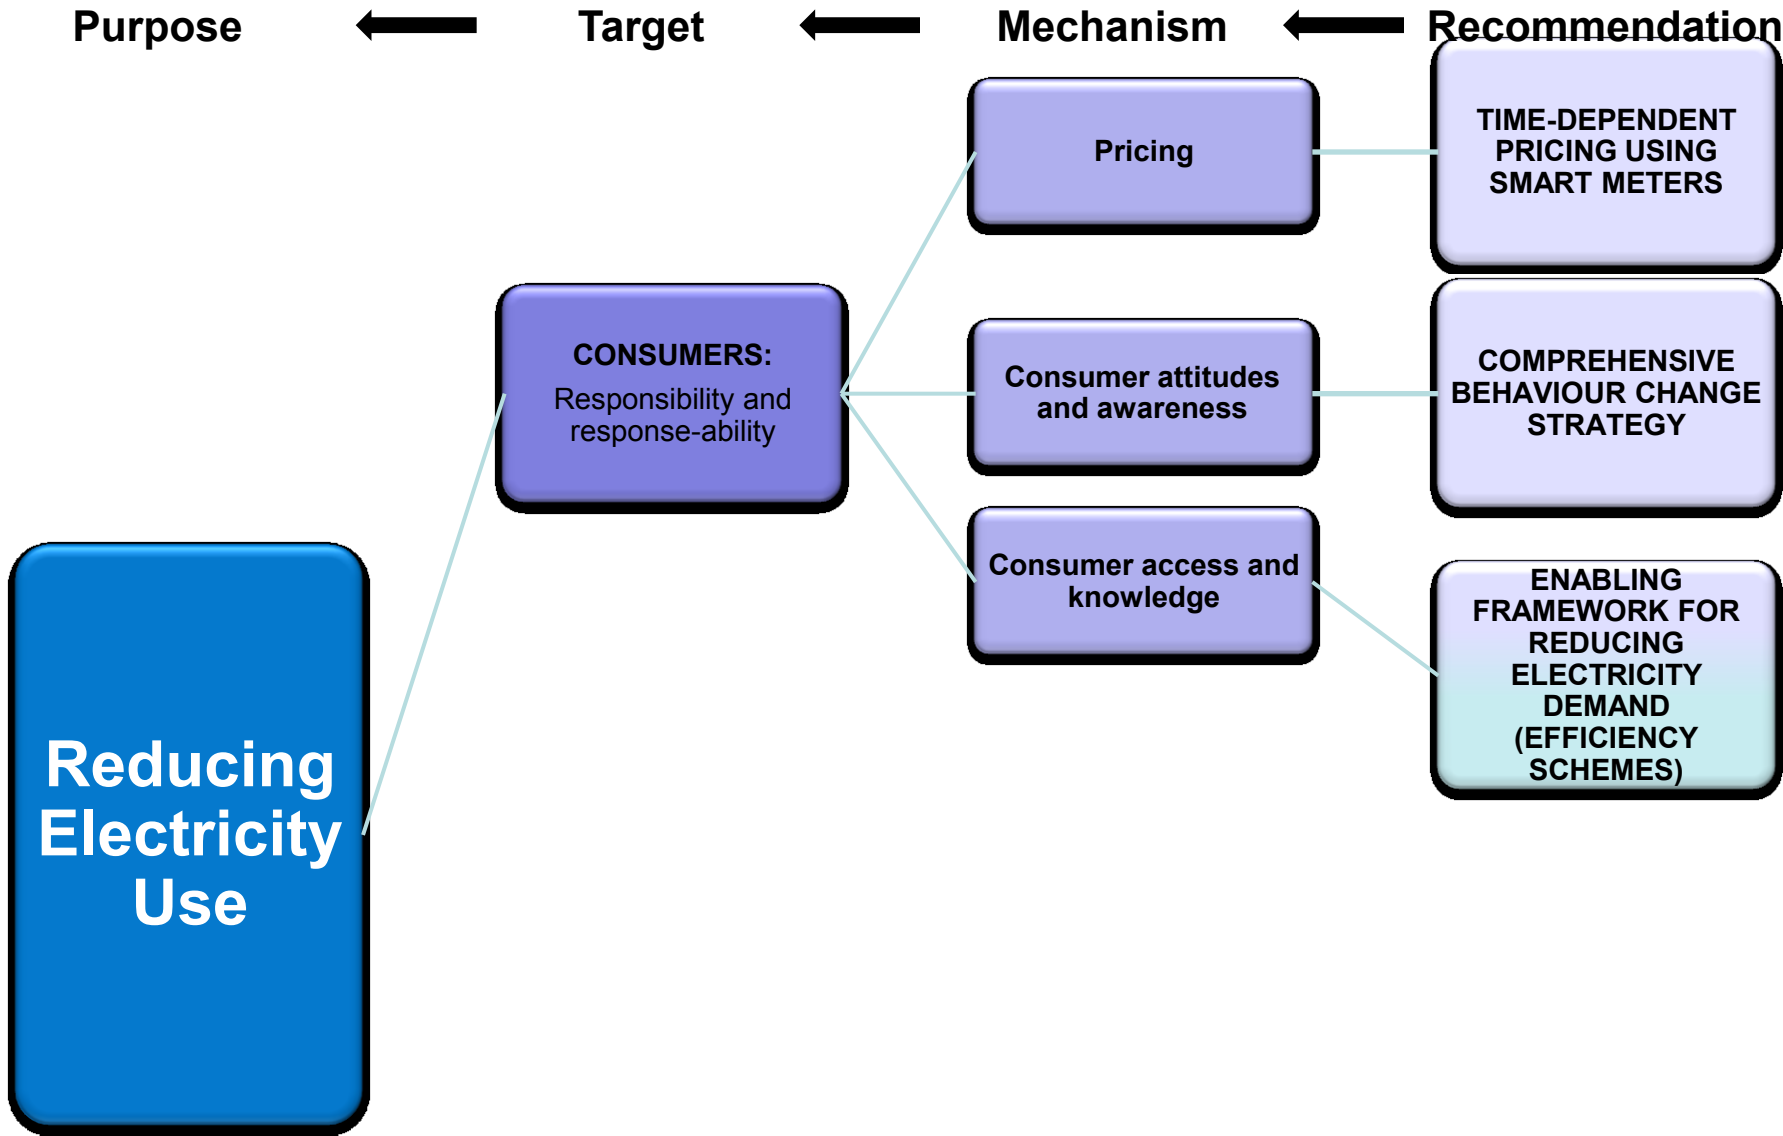 Purpose
Target
Mechanism
Recommendation
Reducing
Electricity
Use
CONSUMERS:
Responsibility and
response-ability
Pricing
Consumer attitudes
and awareness
Consumer access and
knowledge
TIME-DEPENDENT
PRICING USING
SMART METERS
COMPREHENSIVE
BEHAVIOUR CHANGE
STRATEGY
ENABLING
FRAMEWORK FOR
REDUCING
ELECTRICITY
DEMAND
(EFFICIENCY
SCHEMES)